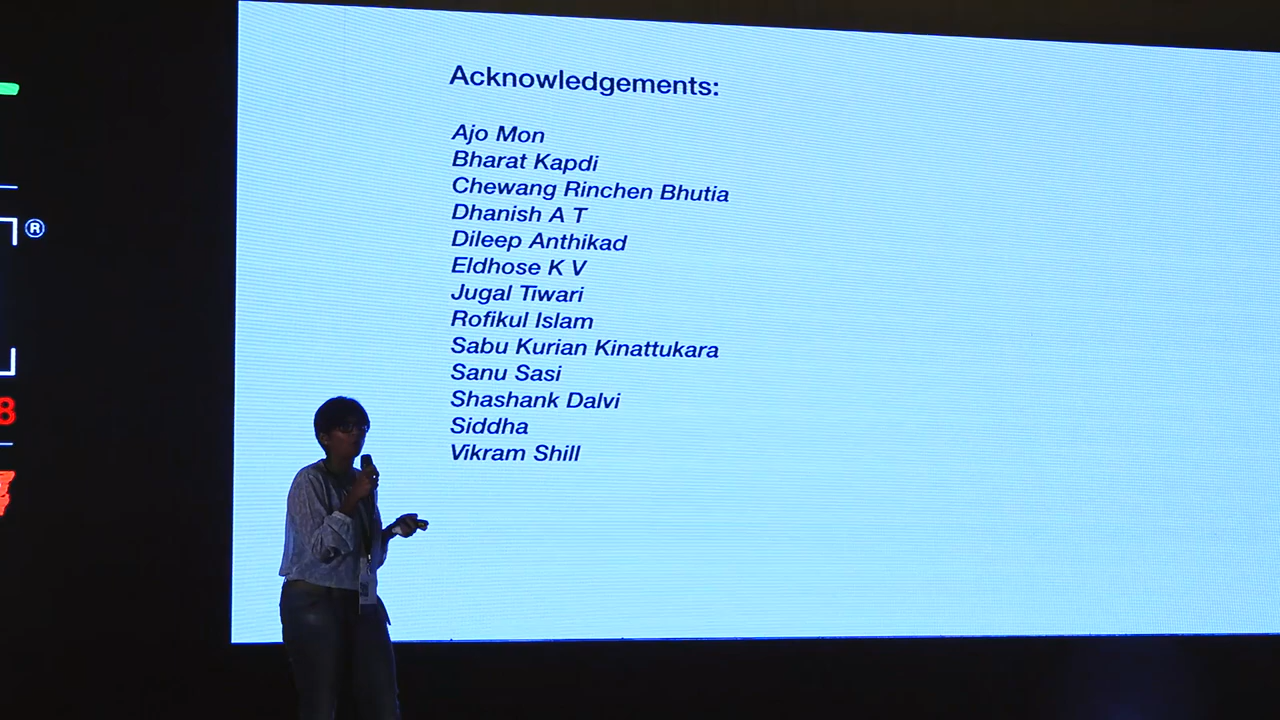 Acknowledgements:
Ajo Mon
Bharat Kapdi
Chewang Rinchen Bhutia
Dhanish A T
Dileep Anthikad
Eldhose K V
Jugal Tiwari
Rofikul Islam
Sabu Kurian Kinattukara
Sanu Sasi
Shashank Dalvi
Siddha
Vikram Shill
®
8